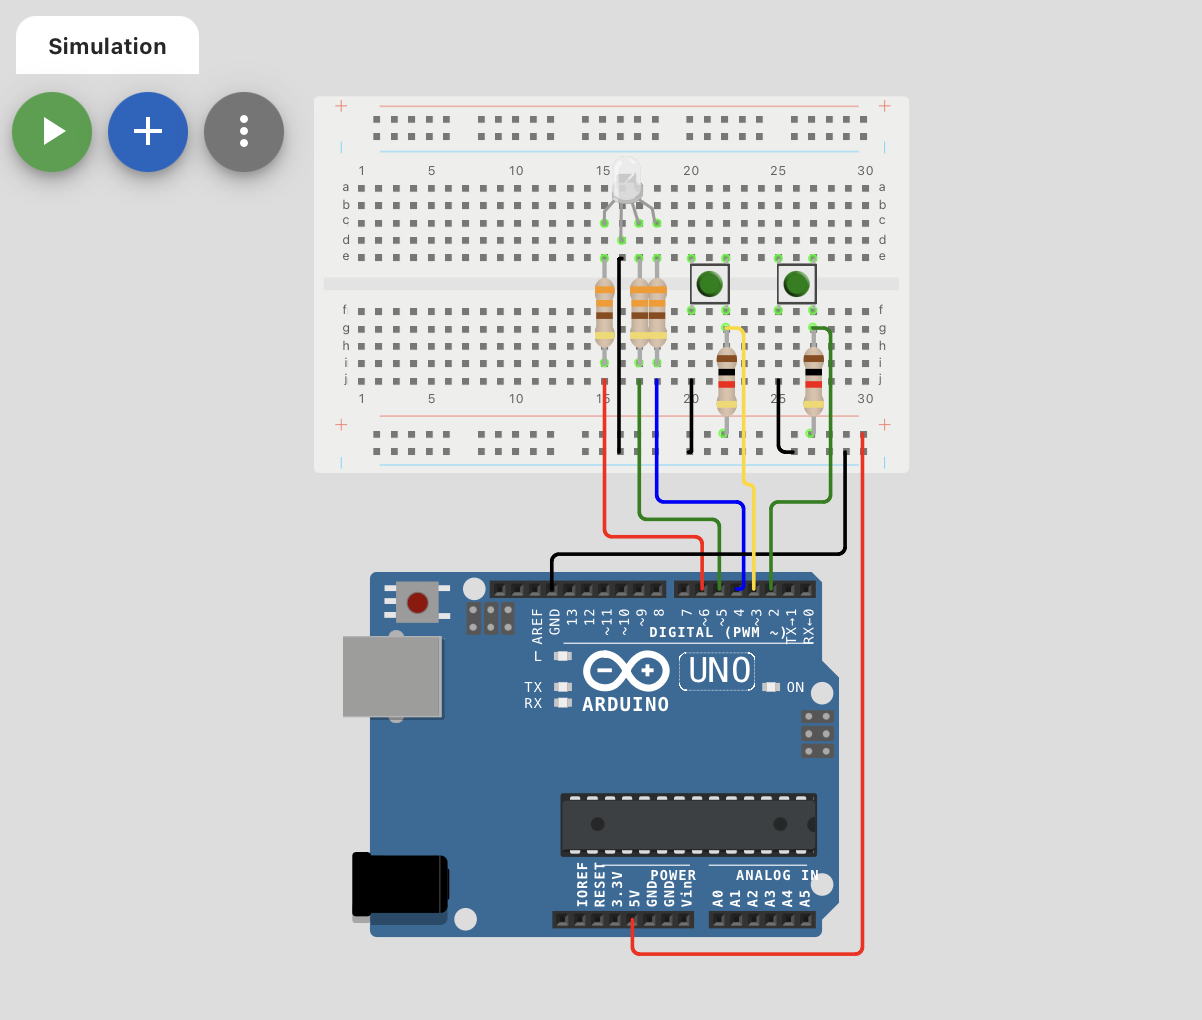 Simulation
1 5 10 15 20 25 30
a a
b b
c c
d d
e e
f f
g g
h h
i i
j j
1 5 10 15 20 25 30
AREF
GND
13
12
~11
~10
~9
8
7
~6
~5
4
~3
2
TX→1
RX←0
DIGITAL (PWM ~)
L
TX
RX
UNO
ON
ARDUINO
POWER
ANALOG IN
IOREF
RESET
3.3V
5V
GND
GND
Vin
A0
A1
A2
A3
A4
A5